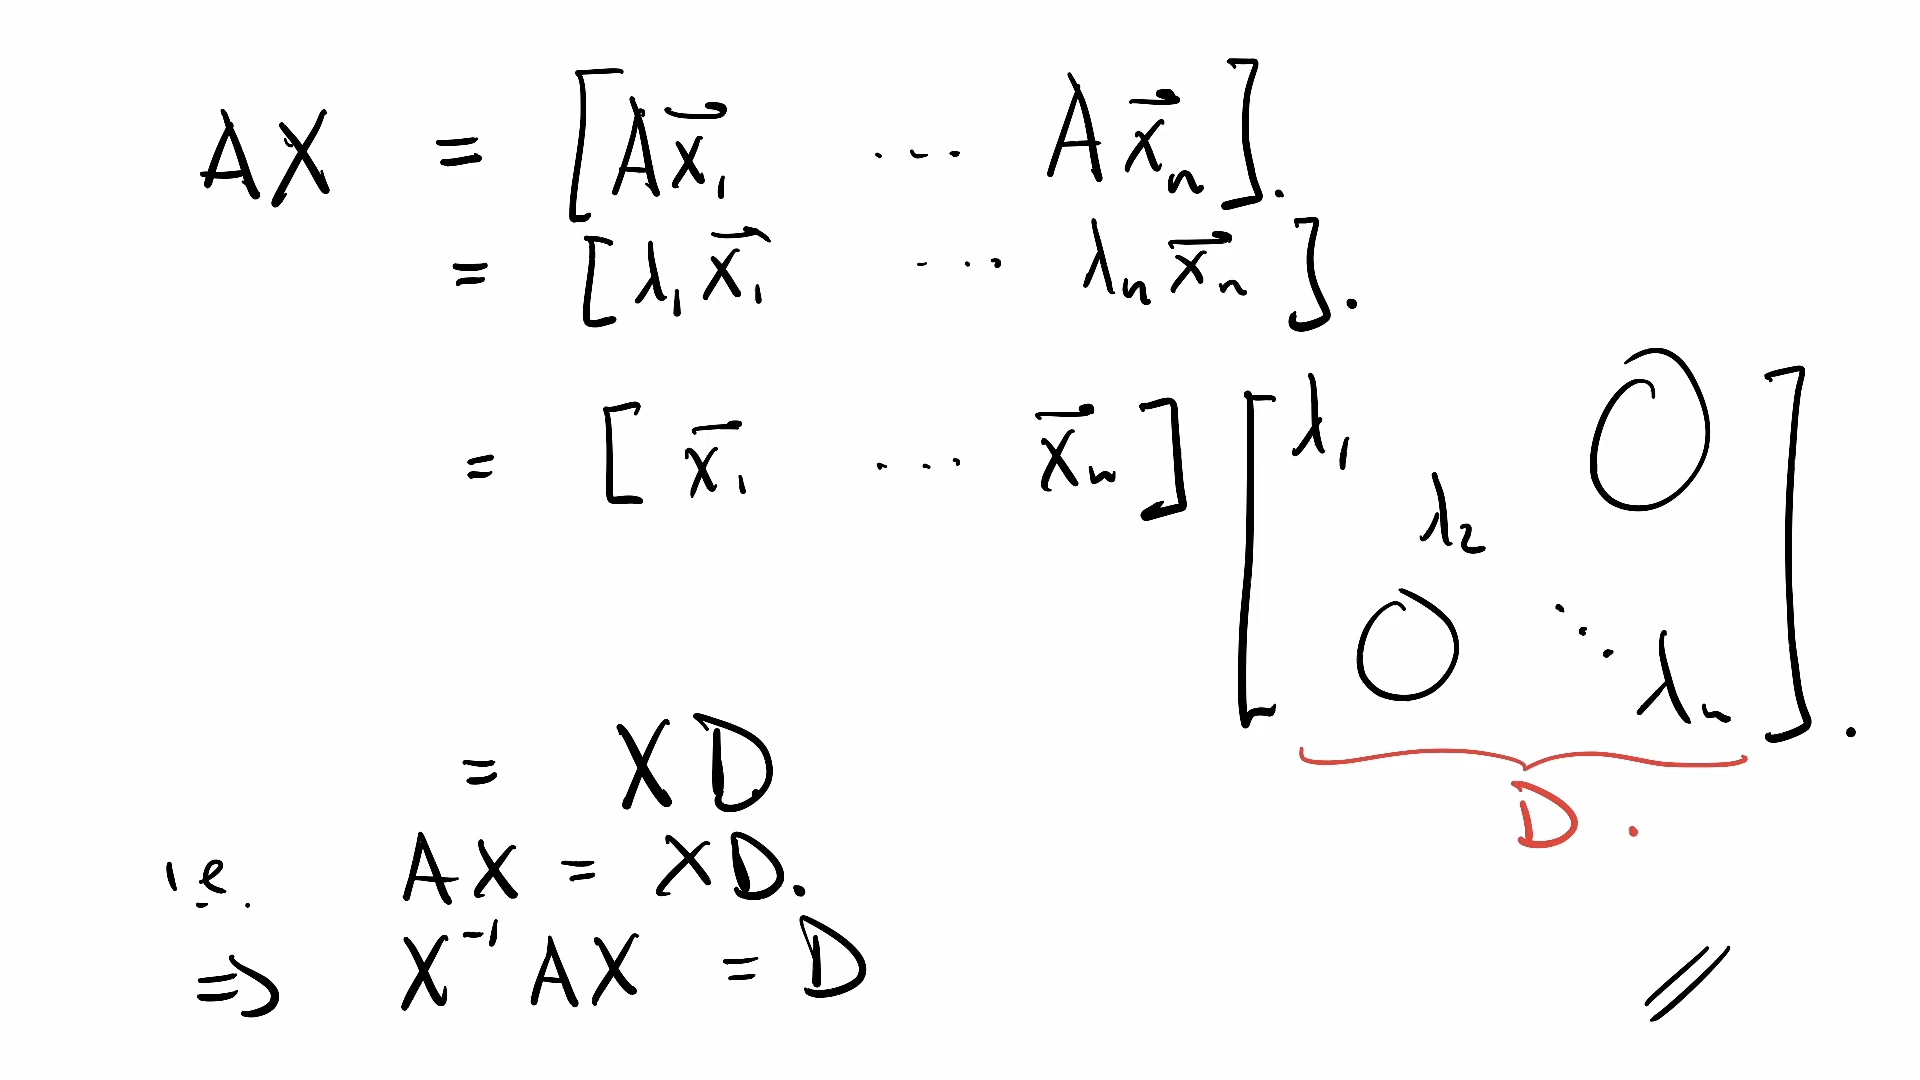 AX = [Ax⃗₁ ... Ax⃗ₙ].
= [λ₁x⃗₁ ... λₙx⃗ₙ].
= [x⃗₁ ... x⃗ₙ] [λ₁ 0
λ₂
0 ⋱ λₙ].
D.
= XD
i.e. AX = XD.
⇒ X⁻¹AX = D //